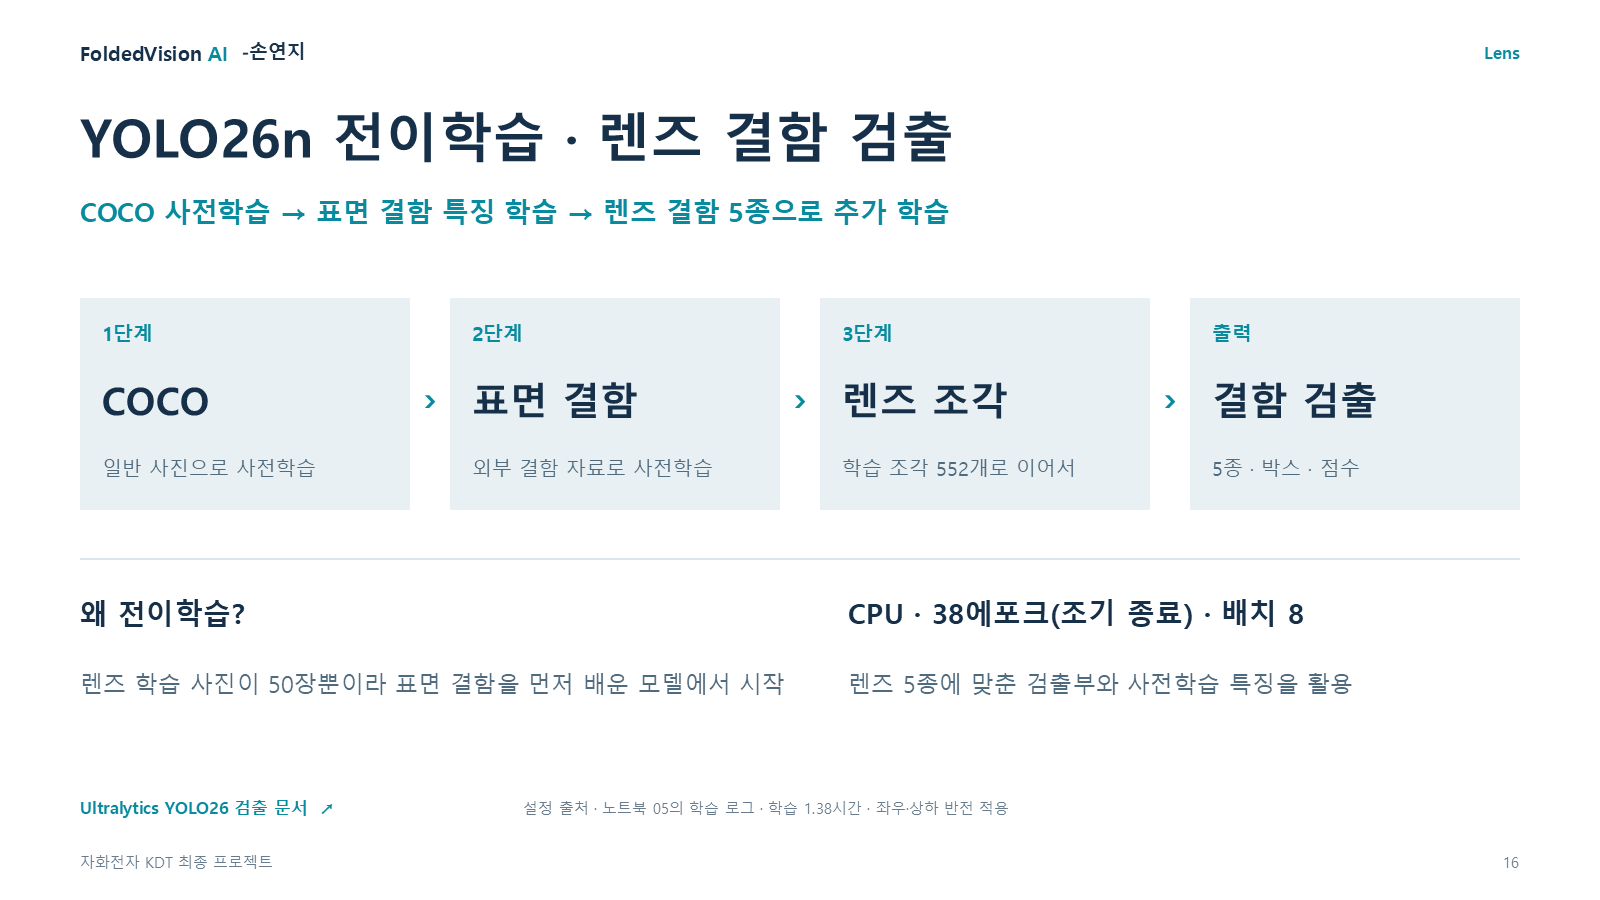 FoldedVision AI -손연지
Lens
YOLO26n 전이학습 · 렌즈 결함 검출
COCO 사전학습 → 표면 결함 특징 학습 → 렌즈 결함 5종으로 추가 학습
1단계
COCO
일반 사진으로 사전학습
›
2단계
표면 결함
외부 결함 자료로 사전학습
›
3단계
렌즈 조각
학습 조각 552개로 이어서
›
출력
결함 검출
5종 · 박스 · 점수
왜 전이학습?
렌즈 학습 사진이 50장뿐이라 표면 결함을 먼저 배운 모델에서 시작
CPU · 38에포크(조기 종료) · 배치 8
렌즈 5종에 맞춘 검출부와 사전학습 특징을 활용
Ultralytics YOLO26 검출 문서 ↗
설정 출처 · 노트북 05의 학습 로그 · 학습 1.38시간 · 좌우·상하 반전 적용
자화전자 KDT 최종 프로젝트
16